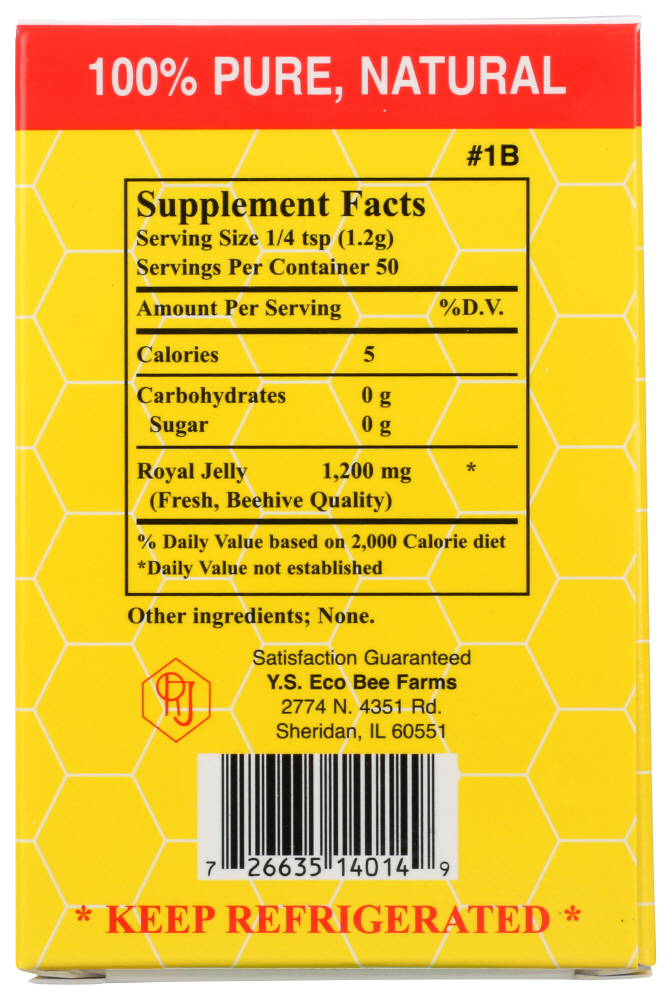 100% PURE, NATURAL
#1B
Supplement Facts
Serving Size 1/4 tsp (1.2g)
Servings Per Container 50
Amount Per Serving %D.V.
Calories 5
Carbohydrates 0 g
Sugar 0 g
Royal Jelly 1,200 mg *
(Fresh, Beehive Quality)
% Daily Value based on 2,000 Calorie diet
*Daily Value not established
Other ingredients; None.
Satisfaction Guaranteed
Y.S. Eco Bee Farms
2774 N. 4351 Rd.
Sheridan, IL 60551
RJ
7 26635 14014 9
* KEEP REFRIGERATED *